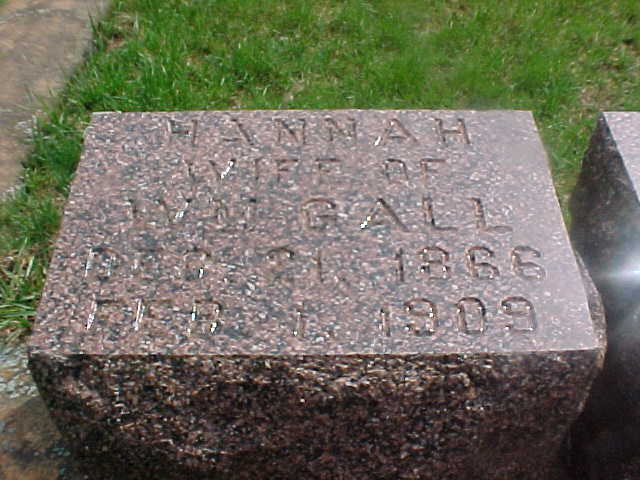 HANNAH
WIFE OF
WM GALL
DEC. 21, 1866
FEB. 1, 1909